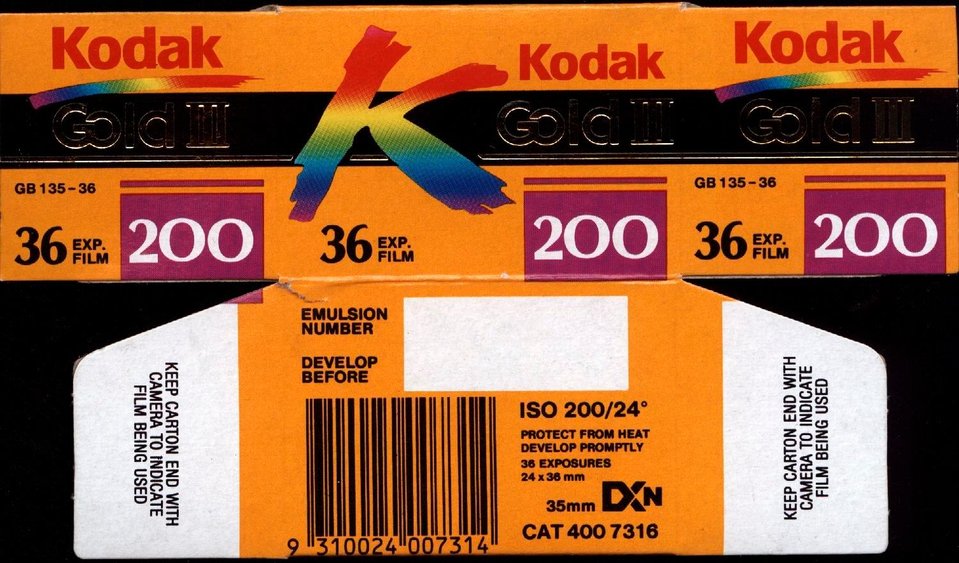 Kodak
Gold III
GB 135-36
36 EXP. FILM
200
K
Kodak
Gold III
36 EXP. FILM
200
Kodak
Gold III
GB 135-36
36 EXP. FILM
200
KEEP CARTON END WITH
CAMERA TO INDICATE
FILM BEING USED
EMULSION
NUMBER
DEVELOP
BEFORE
9 310024 007314
ISO 200/24°
PROTECT FROM HEAT
DEVELOP PROMPTLY
36 EXPOSURES
24 x 36 mm
35mm DXN
CAT 400 7316
KEEP CARTON END WITH
CAMERA TO INDICATE
FILM BEING USED